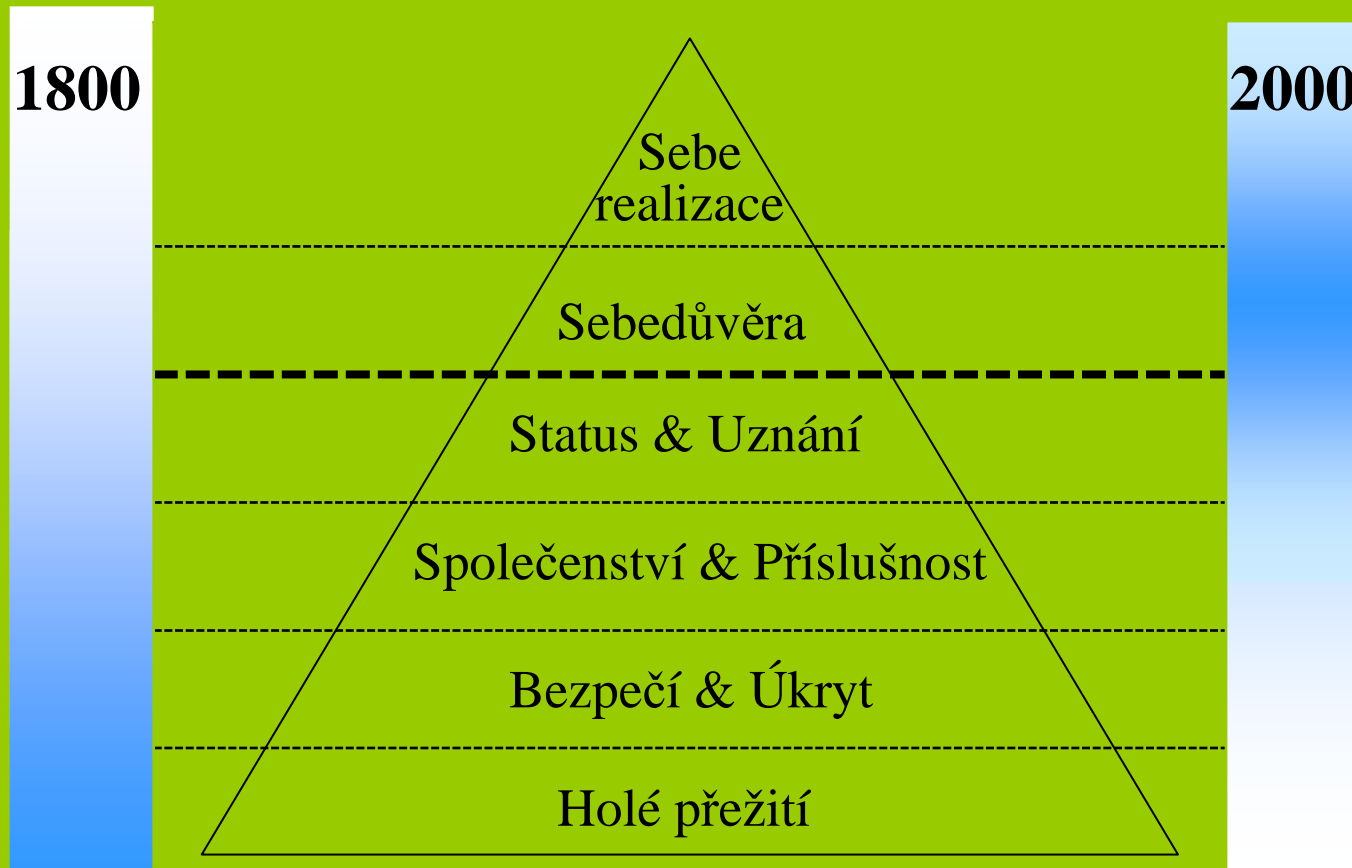 1800
2000
Sebe
realizace
Sebedůvěra
Status & Uznání
Společenství & Příslušnost
Bezpečí & Úkryt
Holé přežití